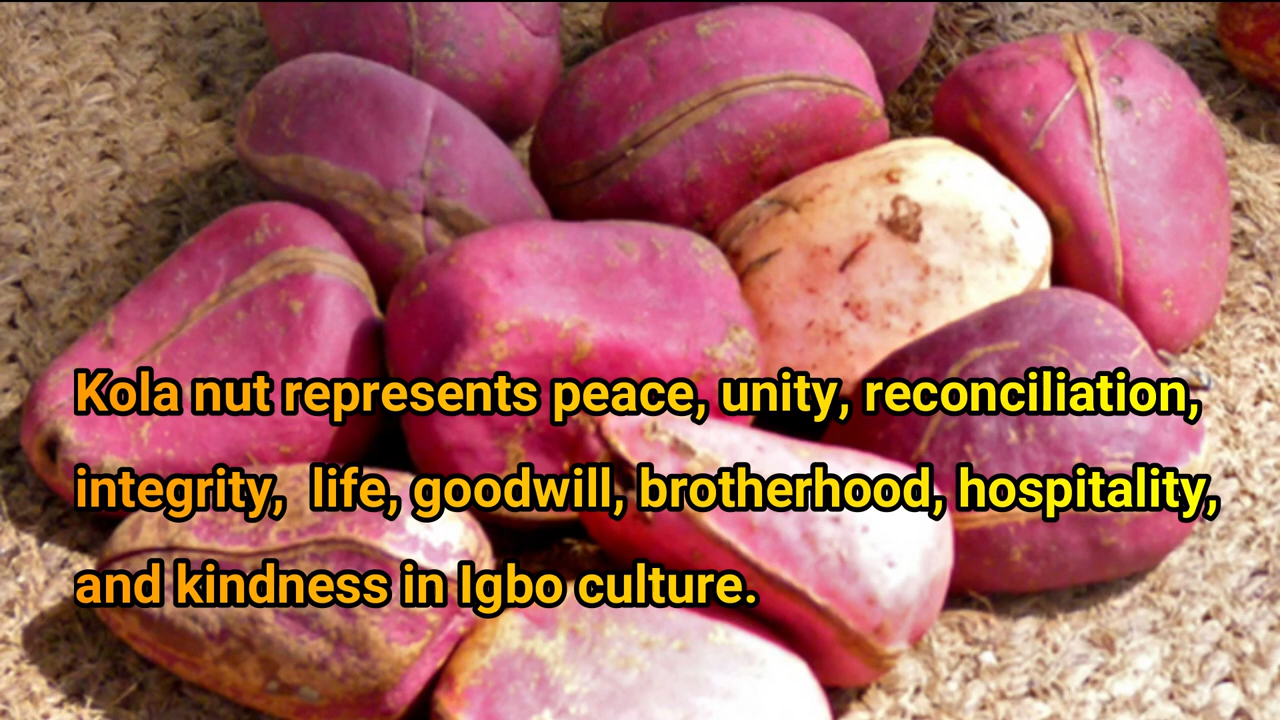 Kola nut represents peace, unity, reconciliation,
integrity,  life, goodwill, brotherhood, hospitality,
and kindness in Igbo culture.